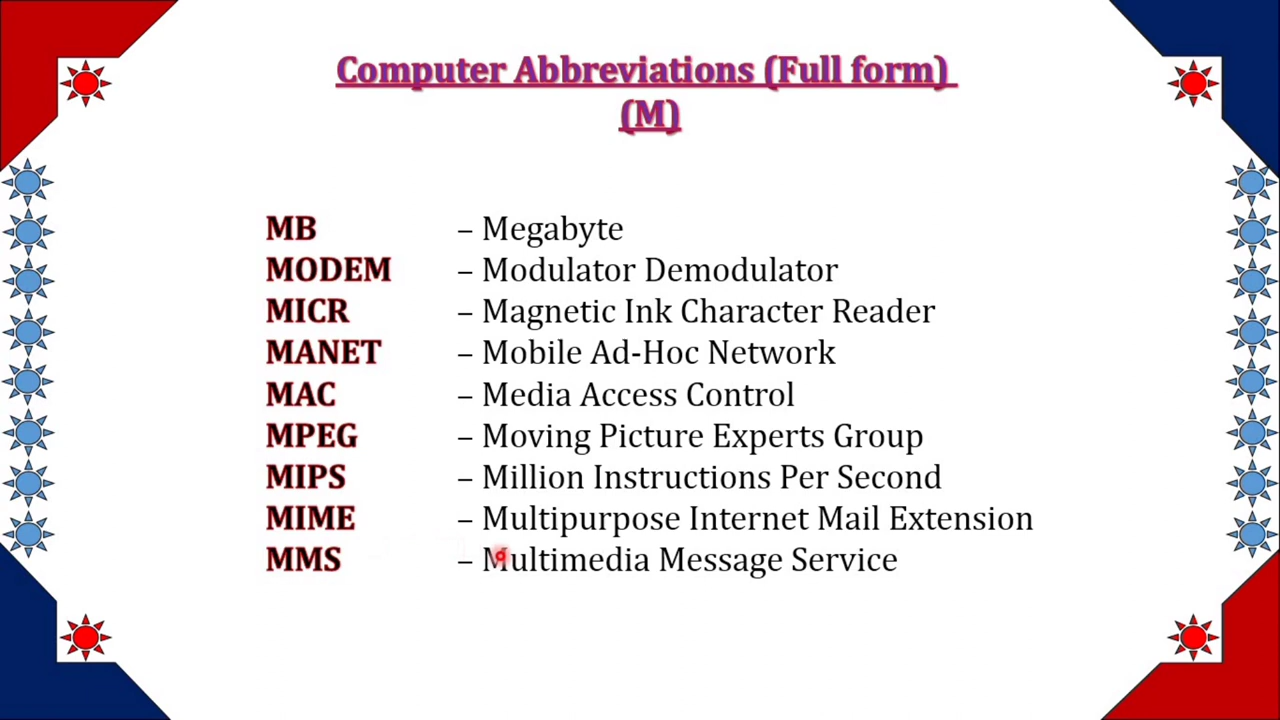 Computer Abbreviations (Full form)
(M)
MB – Megabyte
MODEM – Modulator Demodulator
MICR – Magnetic Ink Character Reader
MANET – Mobile Ad-Hoc Network
MAC – Media Access Control
MPEG – Moving Picture Experts Group
MIPS – Million Instructions Per Second
MIME – Multipurpose Internet Mail Extension
MMS – Multimedia Message Service